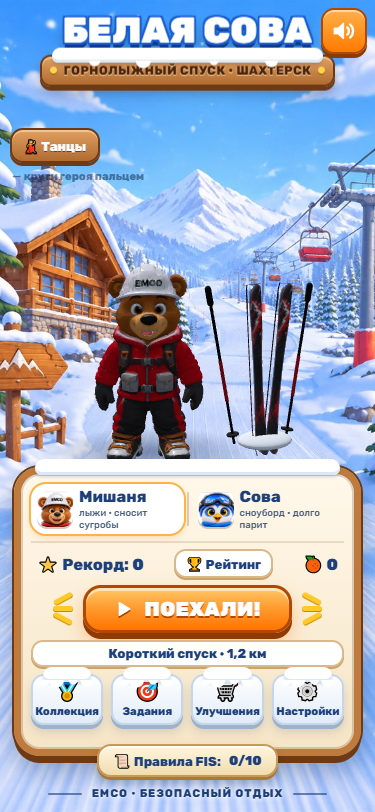 БЕЛАЯ СОВА
ГОРНОЛЫЖНЫЙ СПУСК • ШАХТЕРСК
Танцы
— крути героя пальцем
EMCO
Мишаня
лыжи • сносит
сугробы
Сова
сноуборд • долго
парит
Рекорд: 0
Рейтинг
0
ПОЕХАЛИ!
Короткий спуск • 1,2 км
Коллекция
Задания
Улучшения
Настройки
Правила FIS: 0/10
EMCO • БЕЗОПАСНЫЙ ОТДЫХ